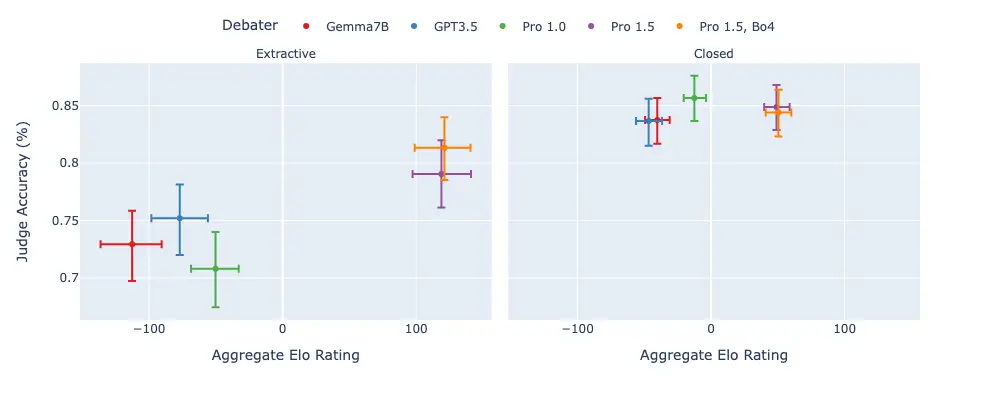 Debater Gemma7B GPT3.5 Pro 1.0 Pro 1.5 Pro 1.5, Bo4
Extractive Closed
Judge Accuracy (%)
0.85
0.8
0.75
0.7
−100 0 100 −100 0 100
Aggregate Elo Rating Aggregate Elo Rating